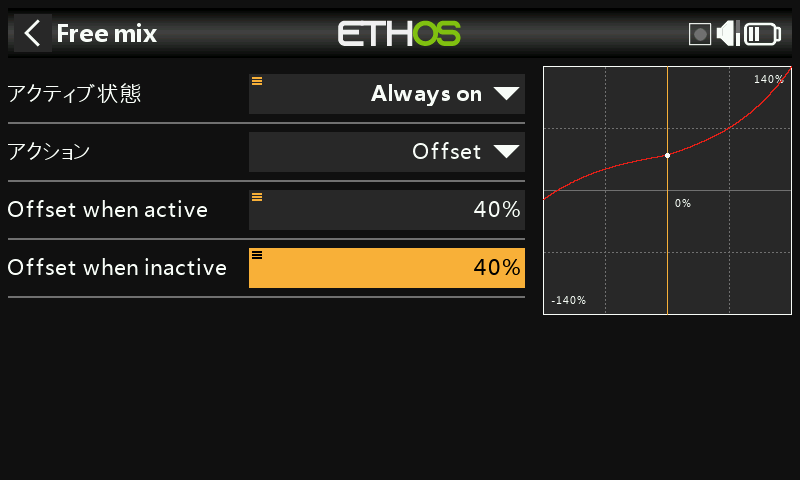 Free mix
ETHOS
アクティブ状態
Always on
アクション
Offset
Offset when active
40%
Offset when inactive
40%
140%
0%
-140%